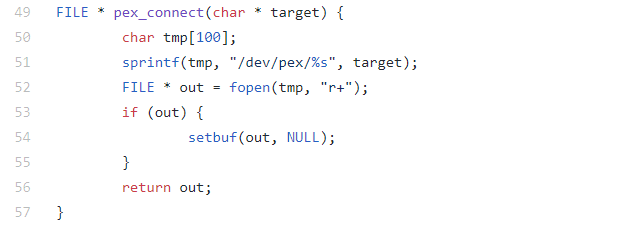 49 FILE * pex_connect(char * target) {
50 char tmp[100];
51 sprintf(tmp, "/dev/pex/%s", target);
52 FILE * out = fopen(tmp, "r+");
53 if (out) {
54 setbuf(out, NULL);
55 }
56 return out;
57 }